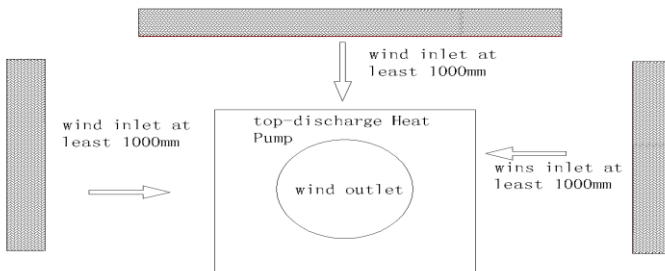 wind inlet at
least 1000mm
top-discharge Heat
Pump
wind inlet at
least 1000mm
wind outlet
wins inlet at
least 1000mm